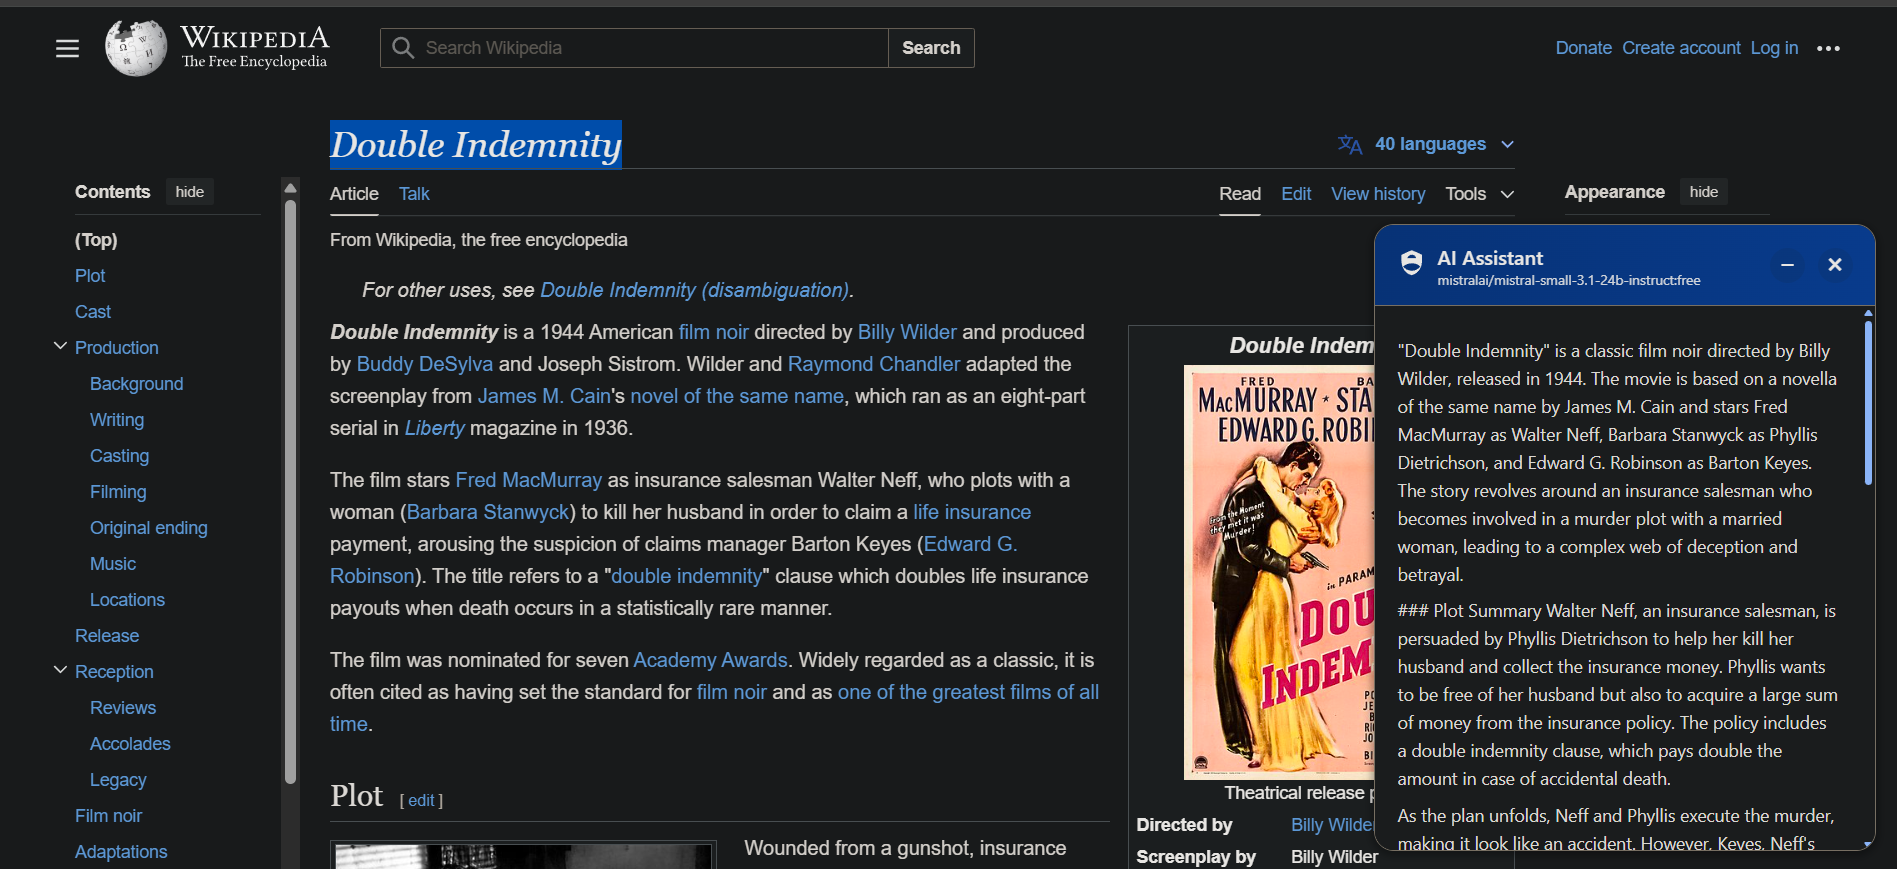 WIKIPEDIA
The Free Encyclopedia
Search Wikipedia
Search
Donate Create account Log in
Double Indemnity
40 languages
Contents hide
(Top)
Plot
Cast
Production
Background
Writing
Casting
Filming
Original ending
Music
Locations
Release
Reception
Reviews
Accolades
Legacy
Film noir
Adaptations
Article Talk
Read Edit View history Tools
Appearance hide
From Wikipedia, the free encyclopedia
For other uses, see Double Indemnity (disambiguation).
Double Indemnity is a 1944 American film noir directed by Billy Wilder and produced
by Buddy DeSylva and Joseph Sistrom. Wilder and Raymond Chandler adapted the
screenplay from James M. Cain's novel of the same name, which ran as an eight-part
serial in Liberty magazine in 1936.
The film stars Fred MacMurray as insurance salesman Walter Neff, who plots with a
woman (Barbara Stanwyck) to kill her husband in order to claim a life insurance
payment, arousing the suspicion of claims manager Barton Keyes (Edward G.
Robinson). The title refers to a "double indemnity" clause which doubles life insurance
payouts when death occurs in a statistically rare manner.
The film was nominated for seven Academy Awards. Widely regarded as a classic, it is
often cited as having set the standard for film noir and as one of the greatest films of all
time.
Plot [ edit ]
Wounded from a gunshot, insurance
Double Indem
FRED BA
MACMURRAY ★ STA
EDWARD G. ROBI
From the Moment
they met it was
Murder!
in PARAM
DOU
INDEM
Theatrical release p
Directed by Billy Wilder
Screenplay by Billy Wilder
AI Assistant
mistralai/mistral-small-3.1-24b-instruct:free
"Double Indemnity" is a classic film noir directed by Billy
Wilder, released in 1944. The movie is based on a novella
of the same name by James M. Cain and stars Fred
MacMurray as Walter Neff, Barbara Stanwyck as Phyllis
Dietrichson, and Edward G. Robinson as Barton Keyes.
The story revolves around an insurance salesman who
becomes involved in a murder plot with a married
woman, leading to a complex web of deception and
betrayal.
### Plot Summary Walter Neff, an insurance salesman, is
persuaded by Phyllis Dietrichson to help her kill her
husband and collect the insurance money. Phyllis wants
to be free of her husband but also to acquire a large sum
of money from the insurance policy. The policy includes
a double indemnity clause, which pays double the
amount in case of accidental death.
As the plan unfolds, Neff and Phyllis execute the murder,
making it look like an accident. However, Keyes, Neff's